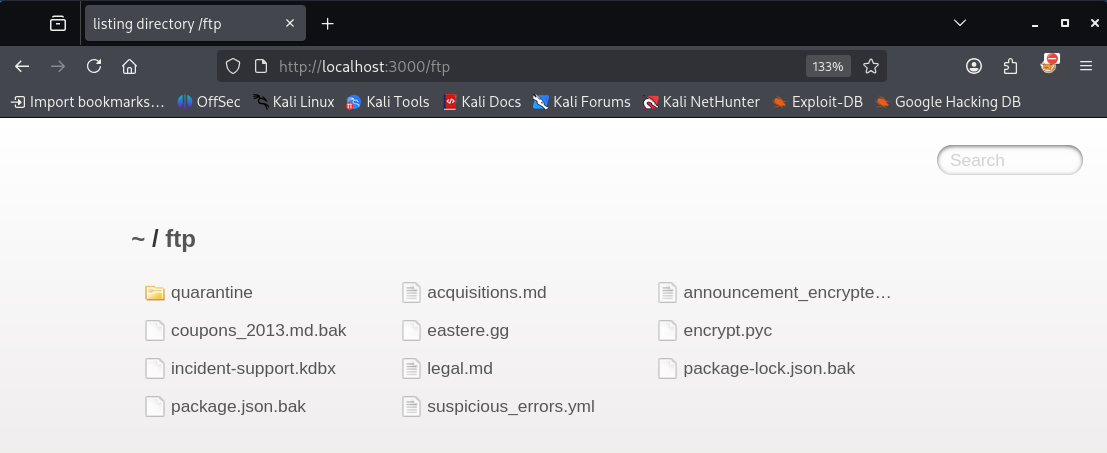 listing directory /ftp
http://localhost:3000/ftp 133%
Import bookmarks… OffSec Kali Linux Kali Tools Kali Docs Kali Forums Kali NetHunter Exploit-DB Google Hacking DB
Search
~ / ftp
quarantine acquisitions.md announcement_encrypte…
coupons_2013.md.bak eastere.gg encrypt.pyc
incident-support.kdbx legal.md package-lock.json.bak
package.json.bak suspicious_errors.yml